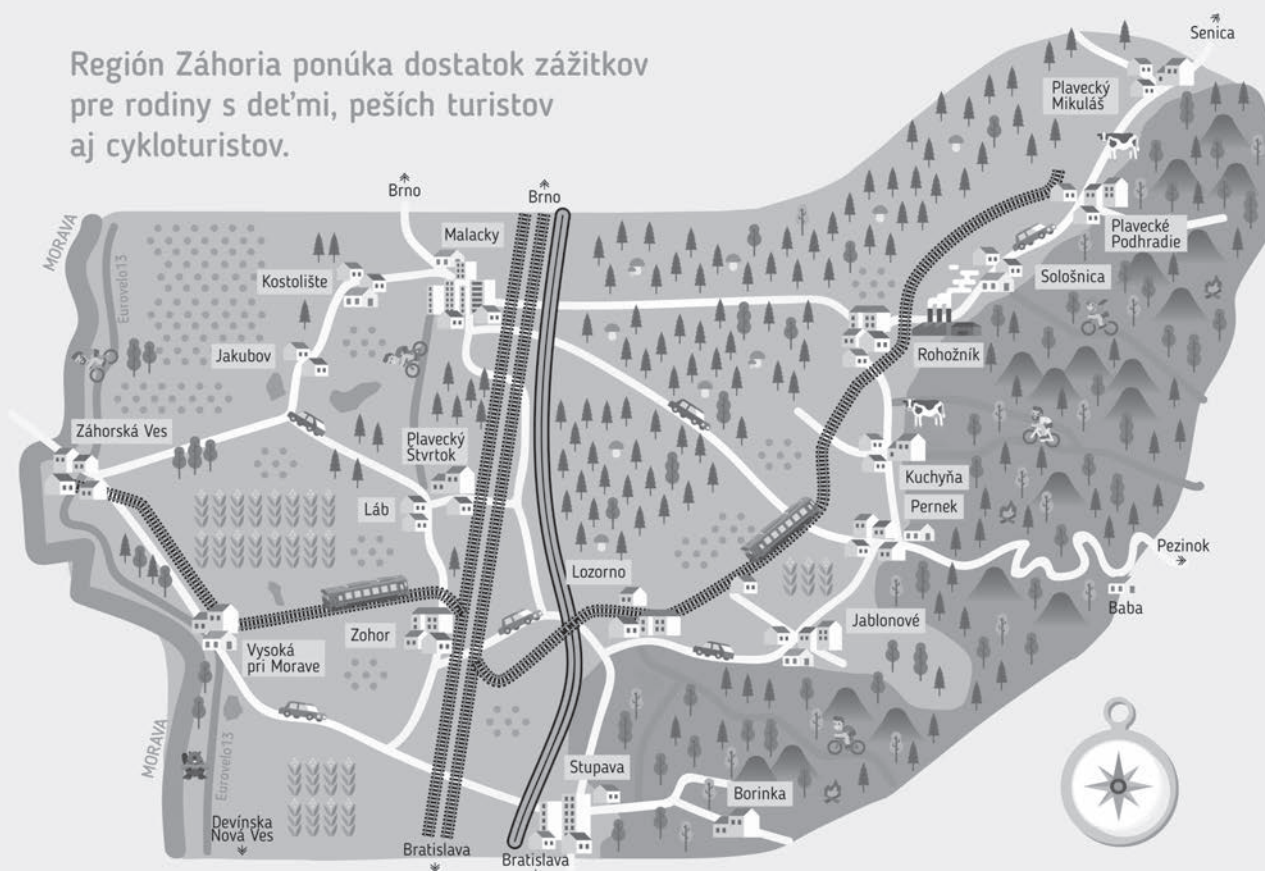 Región Záhoria ponúka dostatok zážitkov
pre rodiny s deťmi, peších turistov
aj cykloturistov.
Senica
Plavecký
Mikuláš
Brno
Brno
MORAVA
Eurovelo13
Malacky
Plavecké
Podhradie
Kostolište
Sološnica
Jakubov
Rohožník
Záhorská Ves
Plavecký
Štvrtok
Láb
Kuchyňa
Pernek
Pezinok
Lozorno
Baba
Zohor
Jablonové
Vysoká
pri Morave
MORAVA
Eurovelo13
Stupava
Borinka
Devínska
Nová Ves
Bratislava
Bratislava